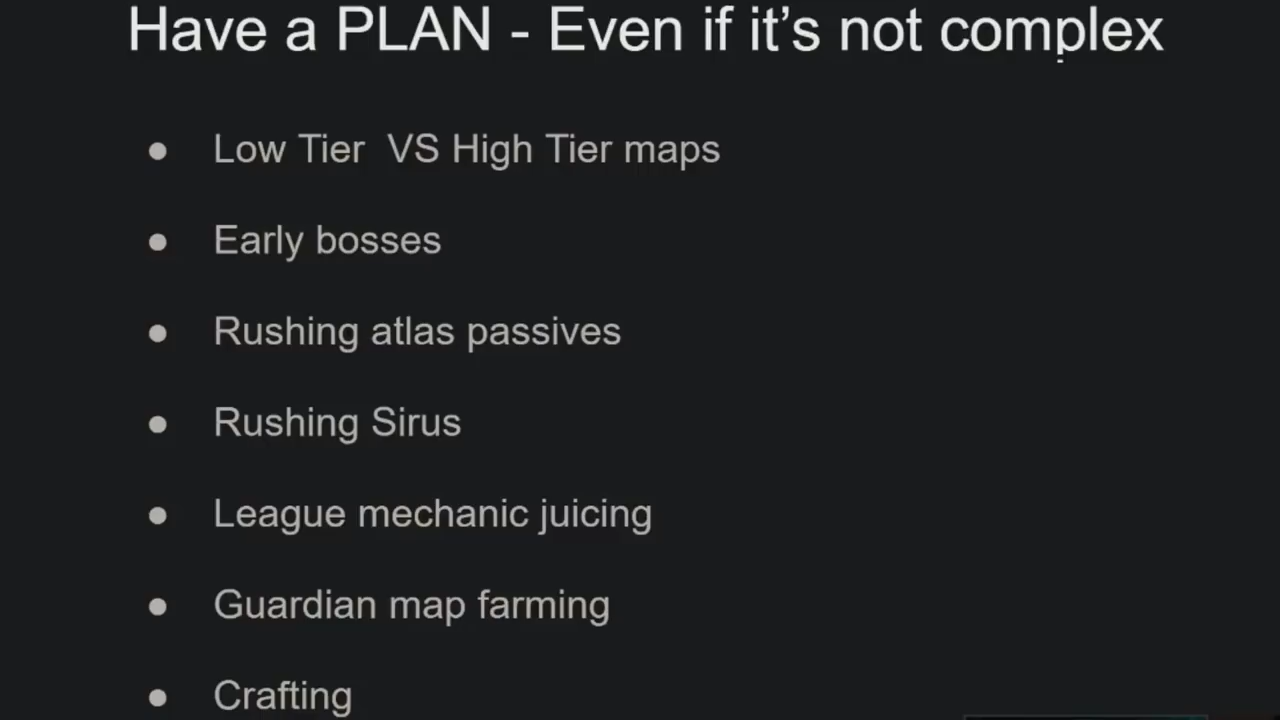 Have a PLAN - Even if it's not complex
● Low Tier  VS High Tier maps
● Early bosses
● Rushing atlas passives
● Rushing Sirus
● League mechanic juicing
● Guardian map farming
● Crafting